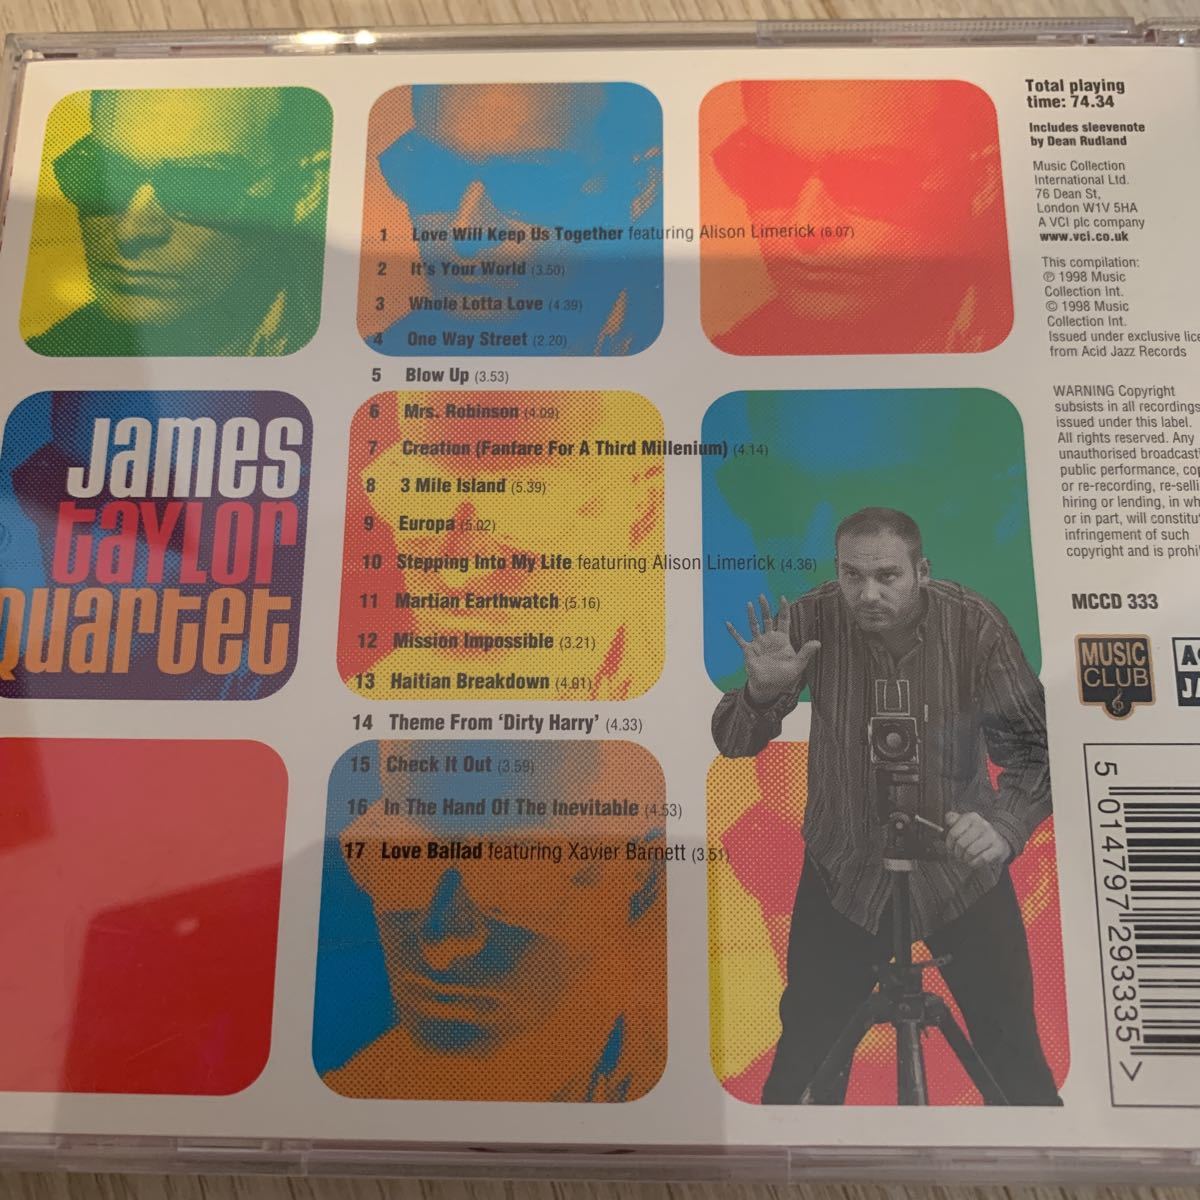 1 Love Will Keep Us Together featuring Alison Limerick (6.07)
2 It's Your World (3.50)
3 Whole Lotta Love (4.39)
4 One Way Street (2.20)
5 Blow Up (3.53)
6 Mrs. Robinson (4.09)
7 Creation (Fanfare For A Third Millenium) (4.14)
8 3 Mile Island (5.39)
9 Europa (5.02)
10 Stepping Into My Life featuring Alison Limerick (4.36)
11 Martian Earthwatch (5.16)
12 Mission Impossible (3.21)
13 Haitian Breakdown (4.01)
14 Theme From ‘Dirty Harry’ (4.33)
15 Check It Out (3.59)
16 In The Hand Of The Inevitable (4.53)
17 Love Ballad featuring Xavier Barnett (3.51)
James
Taylor
Quartet
Total playing
time: 74.34
Includes sleevenote
by Dean Rudland
Music Collection
International Ltd.
76 Dean St,
London W1V 5HA
A VCI plc company
www.vci.co.uk
This compilation:
℗ 1998 Music
Collection Int.
© 1998 Music
Collection Int.
Issued under exclusive
from Acid Jazz Records
WARNING Copyright
subsists in all recordings
issued under this label.
All rights reserved. Any
unauthorised
public performance,
or re-recording,
hiring or lending, in
or in part, will
infringement of such
copyright and is
MCCD 333
MUSIC
CLUB
5 014797 293335 >